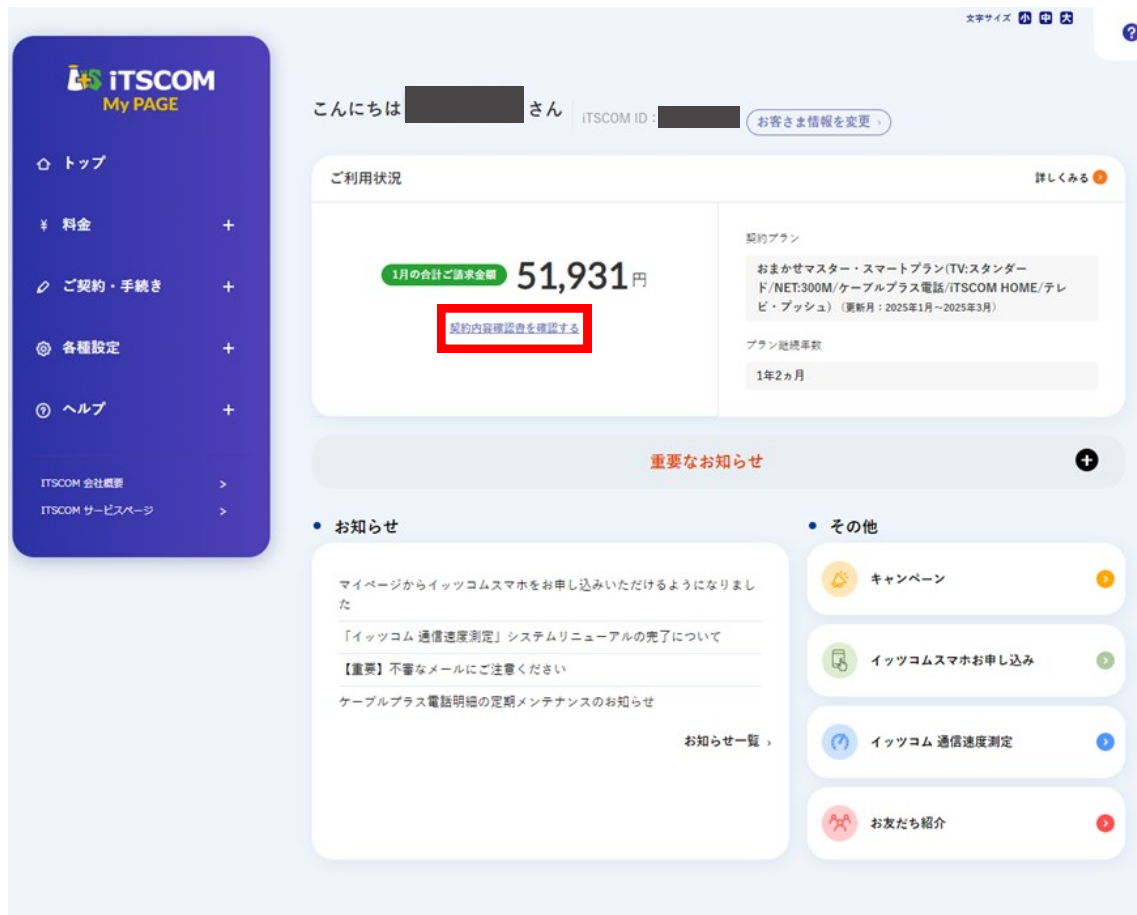 文字サイズ 小 中 大
iTSCOM
My PAGE
トップ
料金
ご契約・手続き
各種設定
ヘルプ
ITSCOM 会社概要
ITSCOM サービスページ
こんにちは さん
iTSCOM ID :
お客さま情報を変更
ご利用状況
詳しくみる
1月の合計ご請求金額 51,931円
契約内容確認書を確認する
契約プラン
おまかせマスター・スマートプラン(TV:スタンダー
ド/NET:300M/ケーブルプラス電話/iTSCOM HOME/テレ
ビ・プッシュ) (更新月:2025年1月~2025年3月)
プラン継続年数
1年2ヵ月
重要なお知らせ
お知らせ
マイページからイッツコムスマホをお申し込みいただけるようになりまし
た
「イッツコム 通信速度測定」システムリニューアルの完了について
【重要】不審なメールにご注意ください
ケーブルプラス電話明細の定期メンテナンスのお知らせ
お知らせ一覧
その他
キャンペーン
イッツコムスマホお申し込み
イッツコム 通信速度測定
お友だち紹介